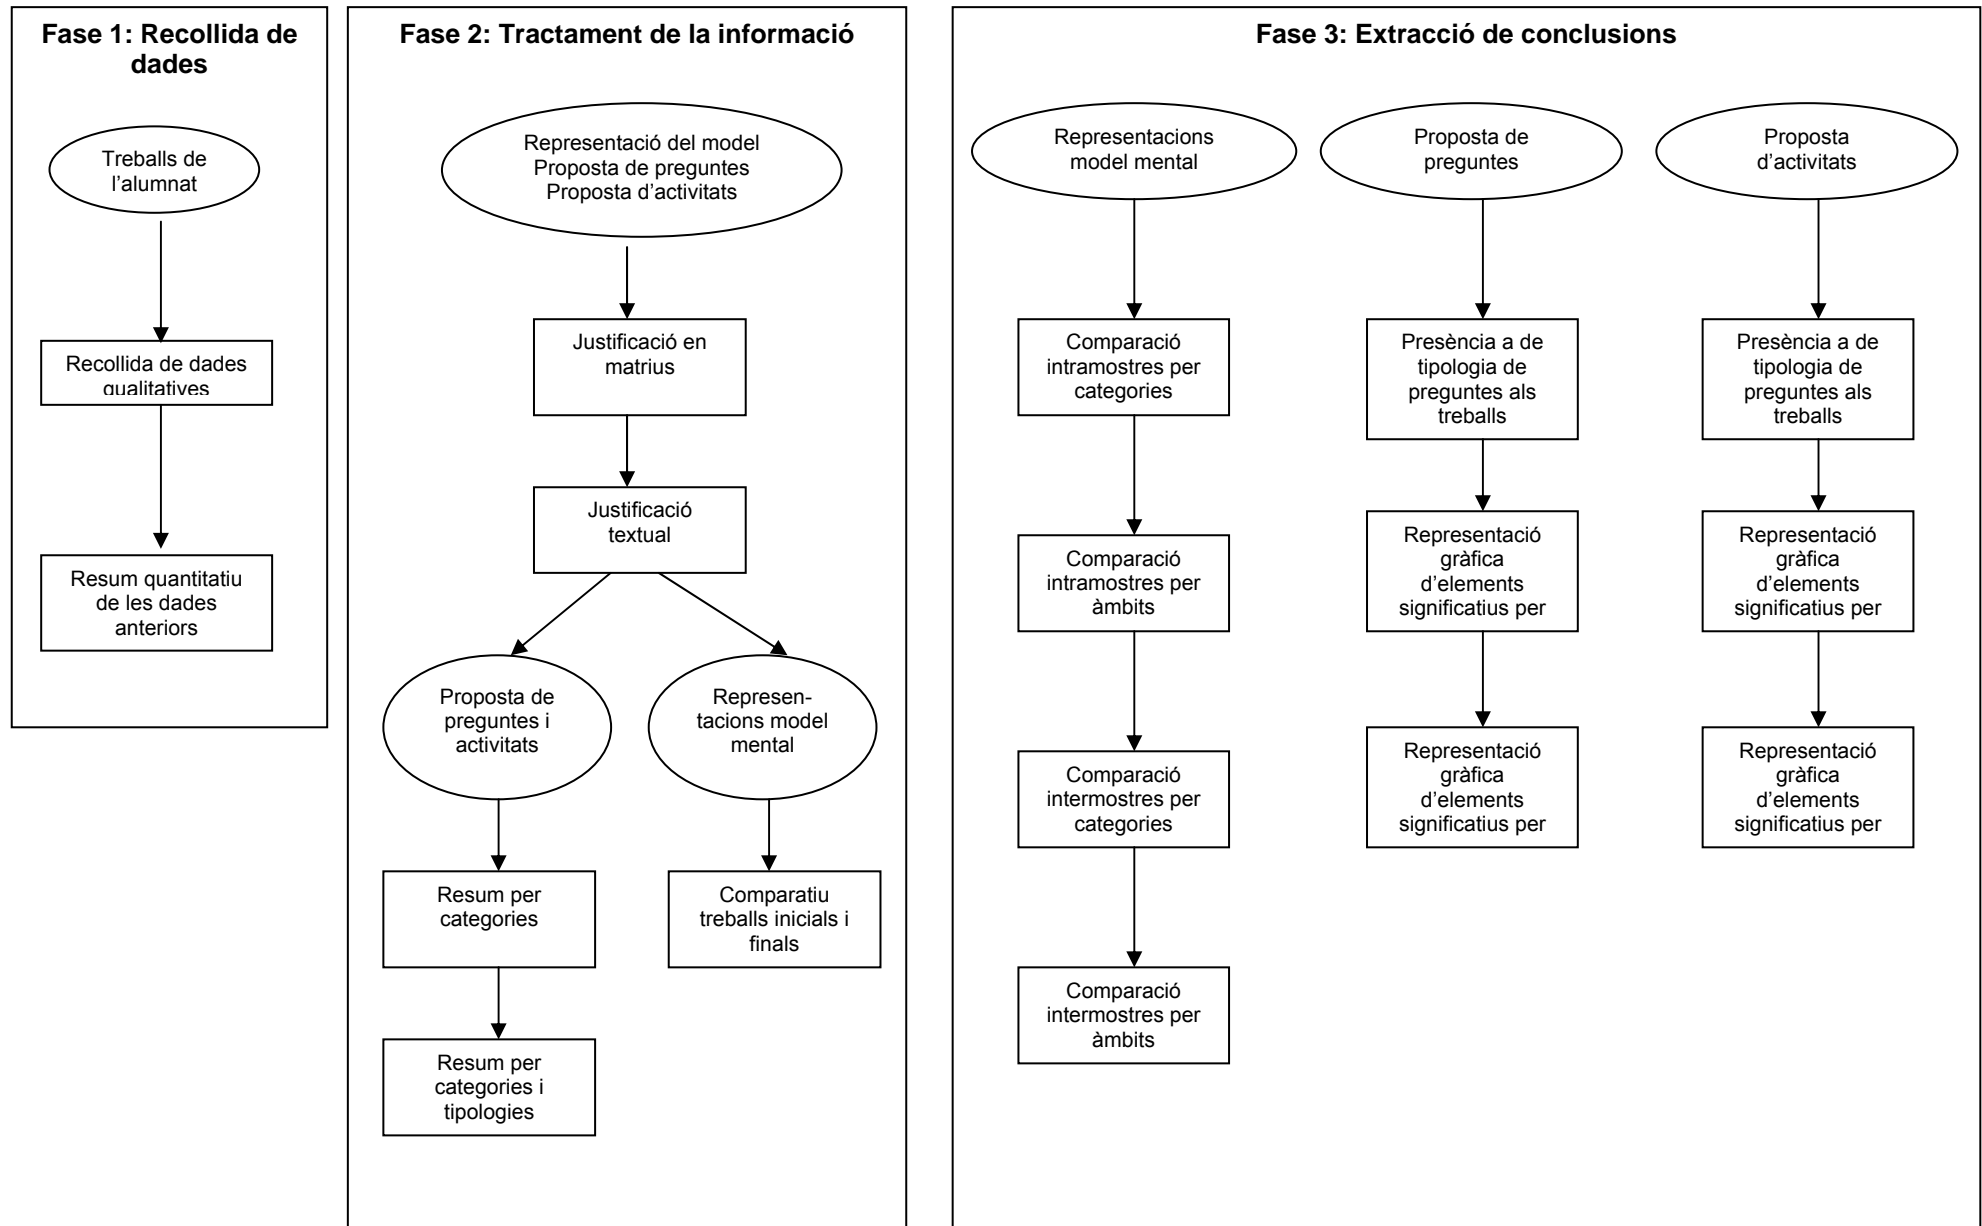 Fase 1: Recollida de
dades
Treballs de
l'alumnat
Recollida de dades
qualitatives
Resum quantitatiu
de les dades
anteriors
Fase 2: Tractament de la informació
Representació del model
Proposta de preguntes
Proposta d'activitats
Justificació en
matrius
Justificació
textual
Proposta de
preguntes i
activitats
Represen-
tacions model
mental
Resum per
categories
Comparatiu
treballs inicials i
finals
Resum per
categories i
tipologies
Fase 3: Extracció de conclusions
Representacions
model mental
Comparació
intramostres per
categories
Comparació
intramostres per
àmbits
Comparació
intermostres per
categories
Comparació
intermostres per
àmbits
Proposta de
preguntes
Presència a de
tipologia de
preguntes als
treballs
Representació
gràfica
d'elements
significatius per
Representació
gràfica
d'elements
significatius per
Proposta
d'activitats
Presència a de
tipologia de
preguntes als
treballs
Representació
gràfica
d'elements
significatius per
Representació
gràfica
d'elements
significatius per